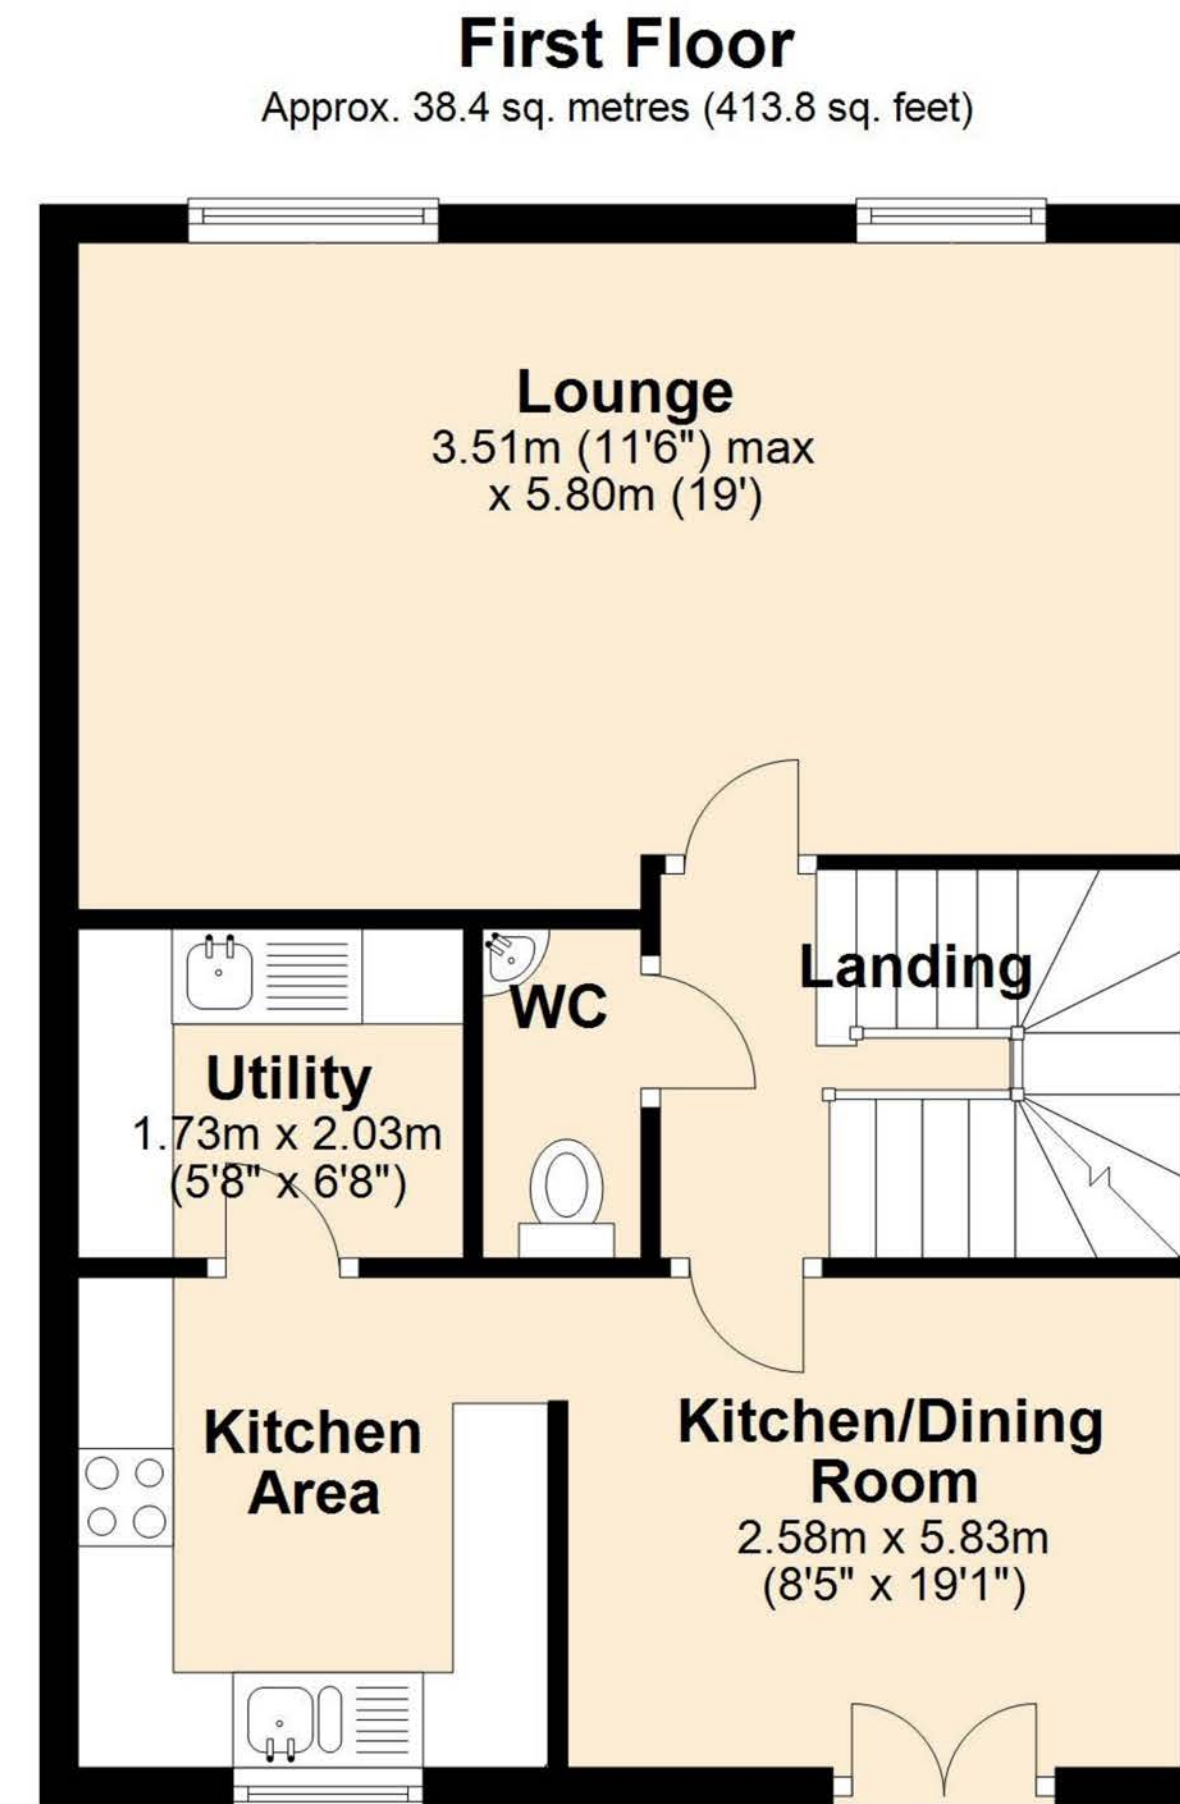 First Floor
Approx. 38.4 sq. metres (413.8 sq. feet)
Lounge
3.51m (11'6") max
x 5.80m (19')
Landing
WC
Utility
1.73m x 2.03m
(5'8" x 6'8")
Kitchen
Area
Kitchen/Dining
Room
2.58m x 5.83m
(8'5" x 19'1")